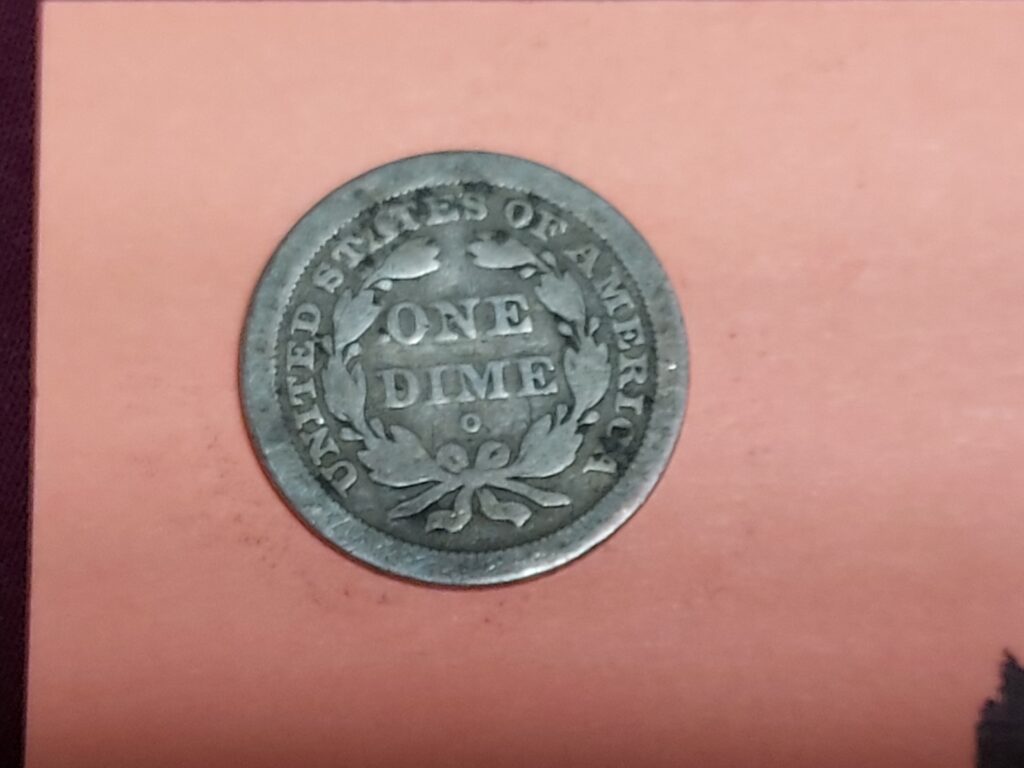 UNITED STATES OF AMERICA
ONE
DIME
O